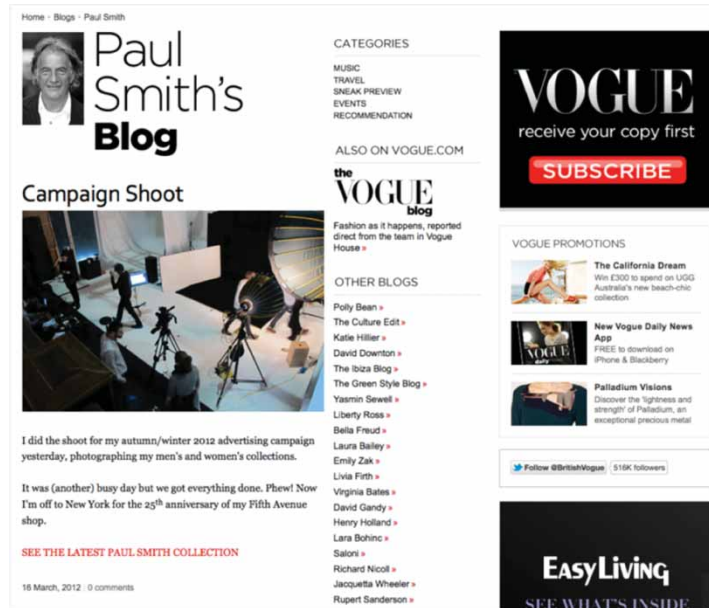 Home · Blogs · Paul Smith
Paul
Smith's
Blog
Campaign Shoot
I did the shoot for my autumn/winter 2012 advertising campaign
yesterday, photographing my men's and women's collections.
It was (another) busy day but we got everything done. Phew! Now
I'm off to New York for the 25th anniversary of my Fifth Avenue
shop.
SEE THE LATEST PAUL SMITH COLLECTION
16 March, 2012 | 0 comments
CATEGORIES
MUSIC
TRAVEL
SNEAK PREVIEW
EVENTS
RECOMMENDATION
ALSO ON VOGUE.COM
the
VOGUE
blog
Fashion as it happens, reported
direct from the team in Vogue
House »
OTHER BLOGS
Polly Bean »
The Culture Edit »
Katie Hillier »
David Downton »
The Ibiza Blog »
The Green Style Blog »
Yasmin Sewell »
Liberty Ross »
Bella Freud »
Laura Bailey »
Emily Zak »
Livia Firth »
Virginia Bates »
David Gandy »
Henry Holland »
Lara Bohinc »
Saloni »
Richard Nicoll »
Jacquetta Wheeler »
Rupert Sanderson »
VOGUE
receive your copy first
SUBSCRIBE
VOGUE PROMOTIONS
The California Dream
Win £300 to spend on UGG
Australia's new beach-chic
collection
VOGUE
daily
New Vogue Daily News
App
FREE to download on
iPhone & Blackberry
Palladium Visions
Discover the 'lightness and
strength' of Palladium, an
exceptional precious metal
Follow @BritishVogue
516K followers
EASY LIVING
SEE WHAT'S INSIDE